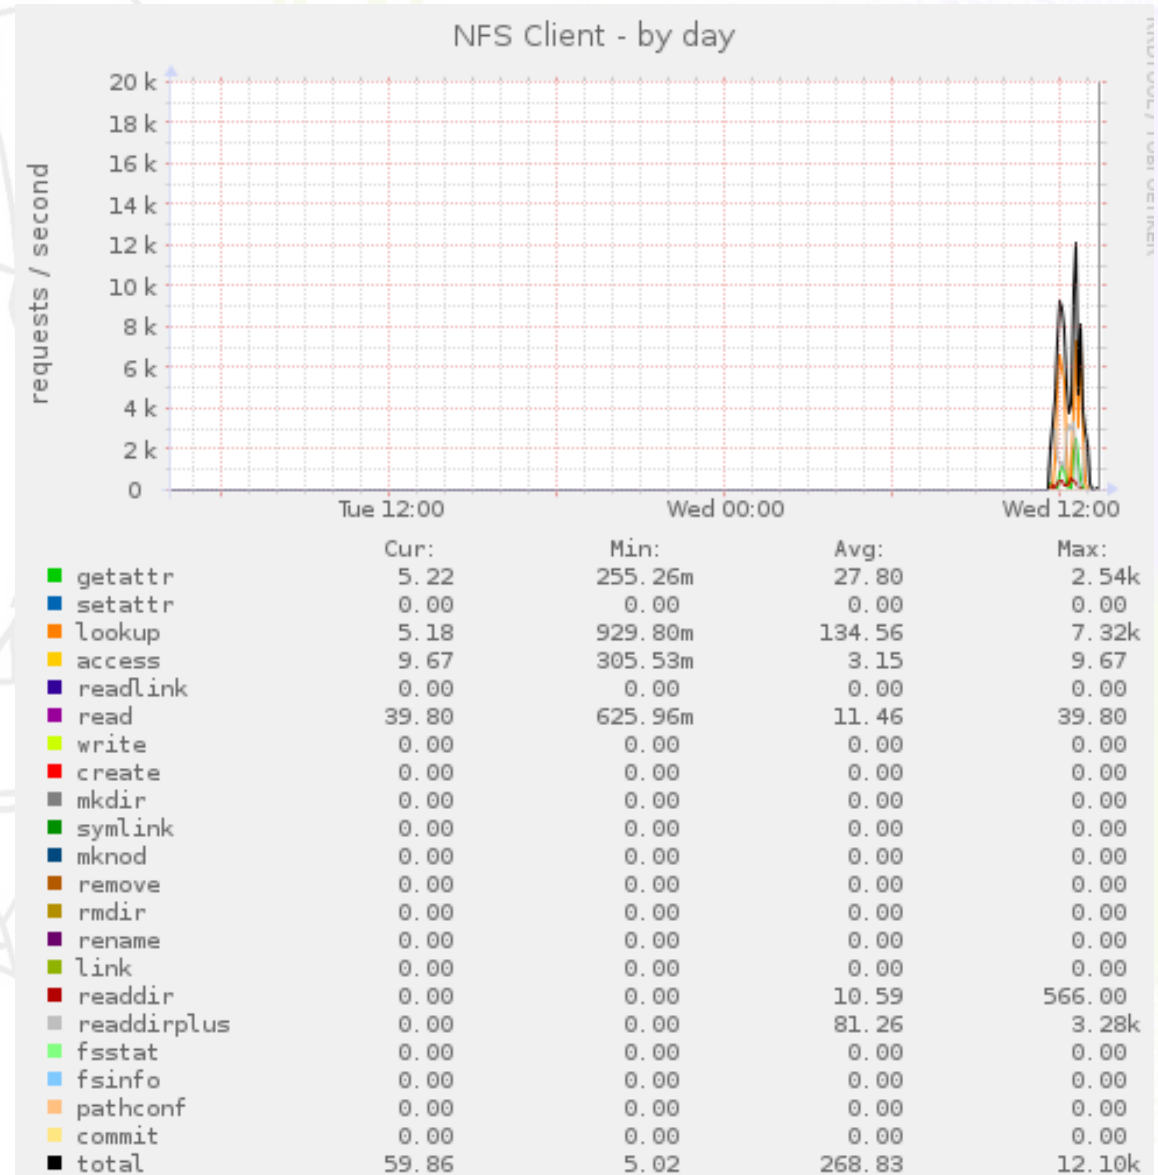 NFS Client - by day
requests / second
20 k
18 k
16 k
14 k
12 k
10 k
8 k
6 k
4 k
2 k
0
Tue 12:00 Wed 00:00 Wed 12:00
Cur: Min: Avg: Max:
getattr 5.22 255.26m 27.80 2.54k
setattr 0.00 0.00 0.00 0.00
lookup 5.18 929.80m 134.56 7.32k
access 9.67 305.53m 3.15 9.67
readlink 0.00 0.00 0.00 0.00
read 39.80 625.96m 11.46 39.80
write 0.00 0.00 0.00 0.00
create 0.00 0.00 0.00 0.00
mkdir 0.00 0.00 0.00 0.00
symlink 0.00 0.00 0.00 0.00
mknod 0.00 0.00 0.00 0.00
remove 0.00 0.00 0.00 0.00
rmdir 0.00 0.00 0.00 0.00
rename 0.00 0.00 0.00 0.00
link 0.00 0.00 0.00 0.00
readdir 0.00 0.00 10.59 566.00
readdirplus 0.00 0.00 81.26 3.28k
fsstat 0.00 0.00 0.00 0.00
fsinfo 0.00 0.00 0.00 0.00
pathconf 0.00 0.00 0.00 0.00
commit 0.00 0.00 0.00 0.00
total 59.86 5.02 268.83 12.10k